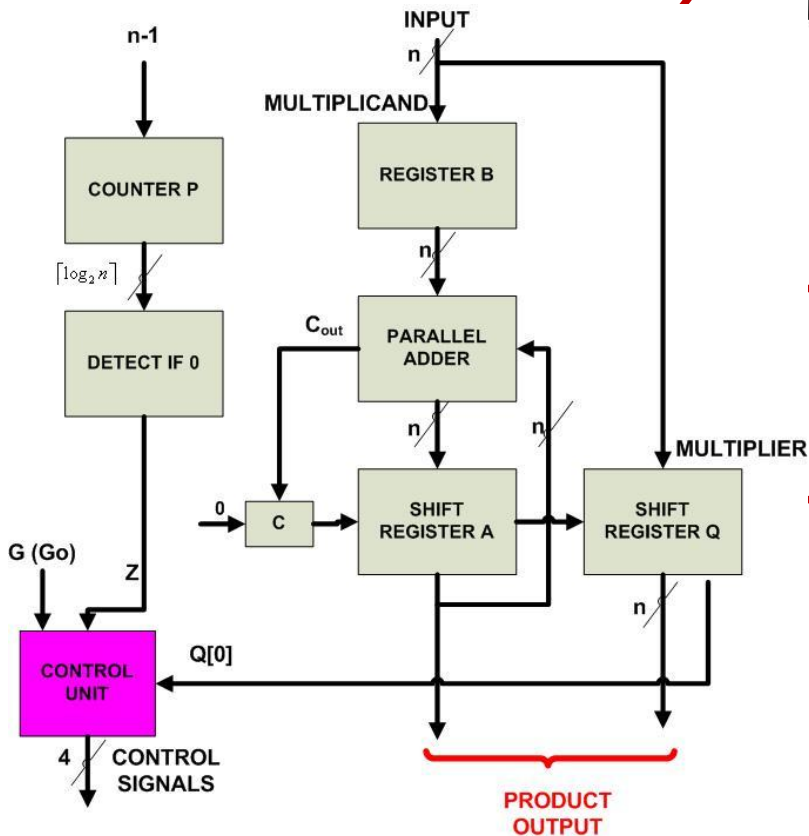 INPUT
n-1
n
MULTIPLICAND
COUNTER P
REGISTER B
⌈log₂ n⌉
n
Cout
PARALLEL
ADDER
DETECT IF 0
n
n
MULTIPLIER
0
C
SHIFT
REGISTER A
SHIFT
REGISTER Q
G (Go)
Z
n
Q[0]
CONTROL
UNIT
4
CONTROL
SIGNALS
PRODUCT
OUTPUT